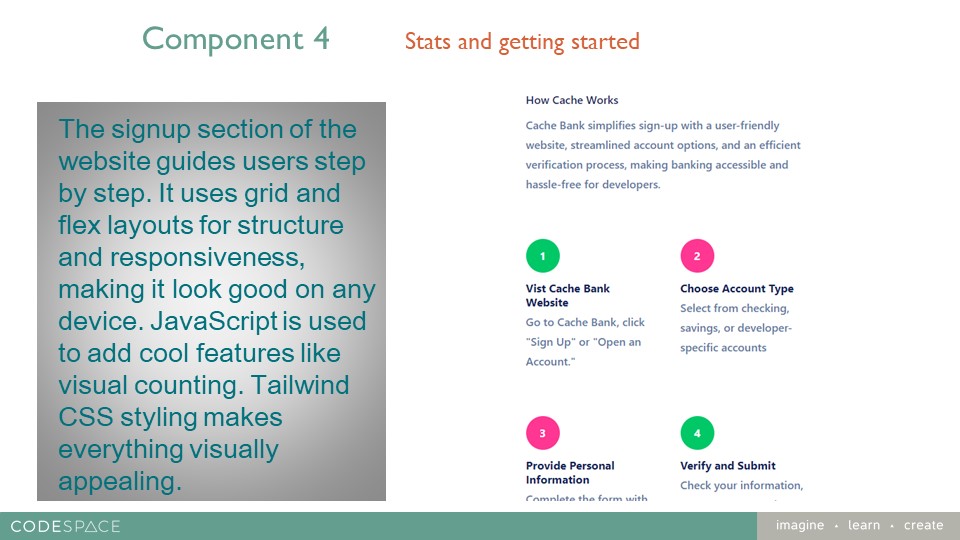 Component 4
Stats and getting started
The signup section of the
website guides users step
by step. It uses grid and
flex layouts for structure
and responsiveness,
making it look good on any
device. JavaScript is used
to add cool features like
visual counting. Tailwind
CSS styling makes
everything visually
appealing.
How Cache Works
Cache Bank simplifies sign-up with a user-friendly
website, streamlined account options, and an efficient
verification process, making banking accessible and
hassle-free for developers.
1
Vist Cache Bank
Website
Go to Cache Bank, click
"Sign Up" or "Open an
Account."
2
Choose Account Type
Select from checking,
savings, or developer-
specific accounts
3
Provide Personal
Information
Complete the form with
4
Verify and Submit
Check your information,
CODESPACE
imagine • learn • create